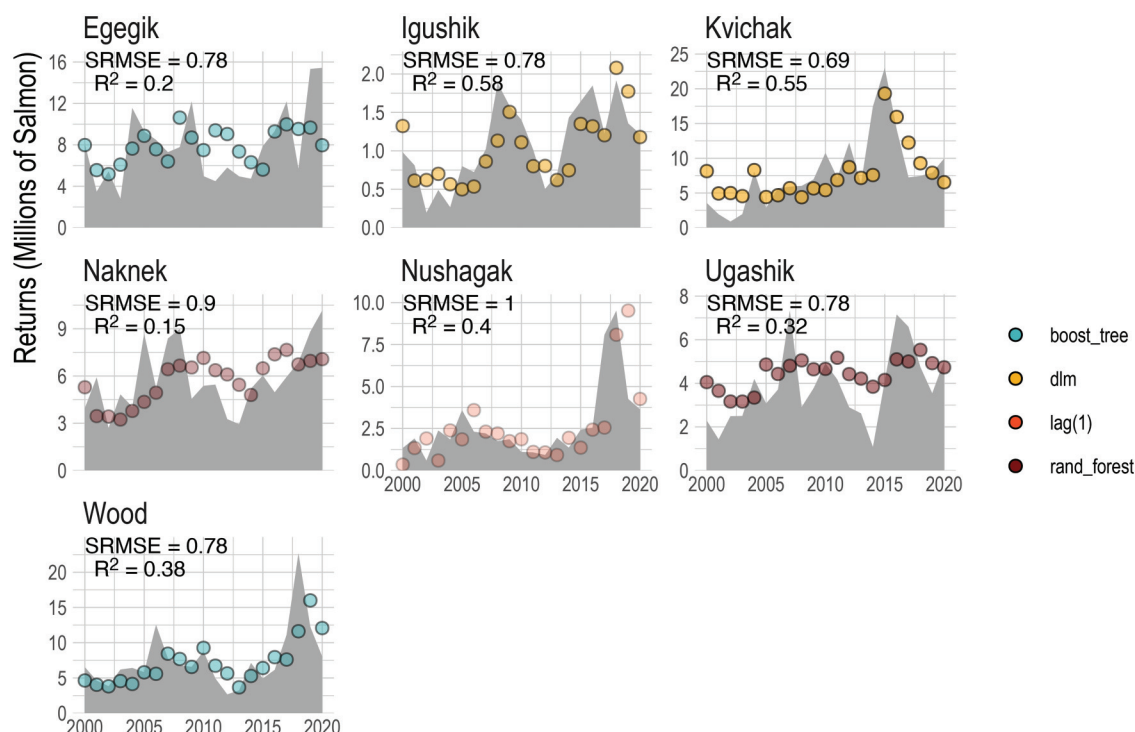 Returns (Millions of Salmon)
Egegik
SRMSE = 0.78
R² = 0.2
16
12
8
4
0
Igushik
SRMSE = 0.78
R² = 0.58
2.0
1.5
1.0
0.5
0.0
Kvichak
SRMSE = 0.69
R² = 0.55
25
20
15
10
5
0
Naknek
SRMSE = 0.9
R² = 0.15
9
6
3
0
Nushagak
SRMSE = 1
R² = 0.4
10.0
7.5
5.0
2.5
0.0
2000 2005 2010 2015 2020
Ugashik
SRMSE = 0.78
R² = 0.32
8
6
4
2
0
2000 2005 2010 2015 2020
Wood
SRMSE = 0.78
R² = 0.38
20
15
10
5
0
2000 2005 2010 2015 2020
boost_tree
dlm
lag(1)
rand_forest